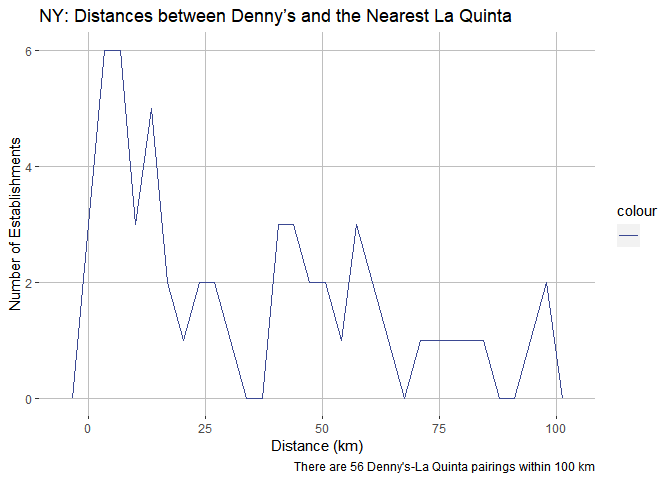 NY: Distances between Denny’s and the Nearest La Quinta
6
4
2
0
Number of Establishments
colour
0 25 50 75 100
Distance (km)
There are 56 Denny's-La Quinta pairings within 100 km